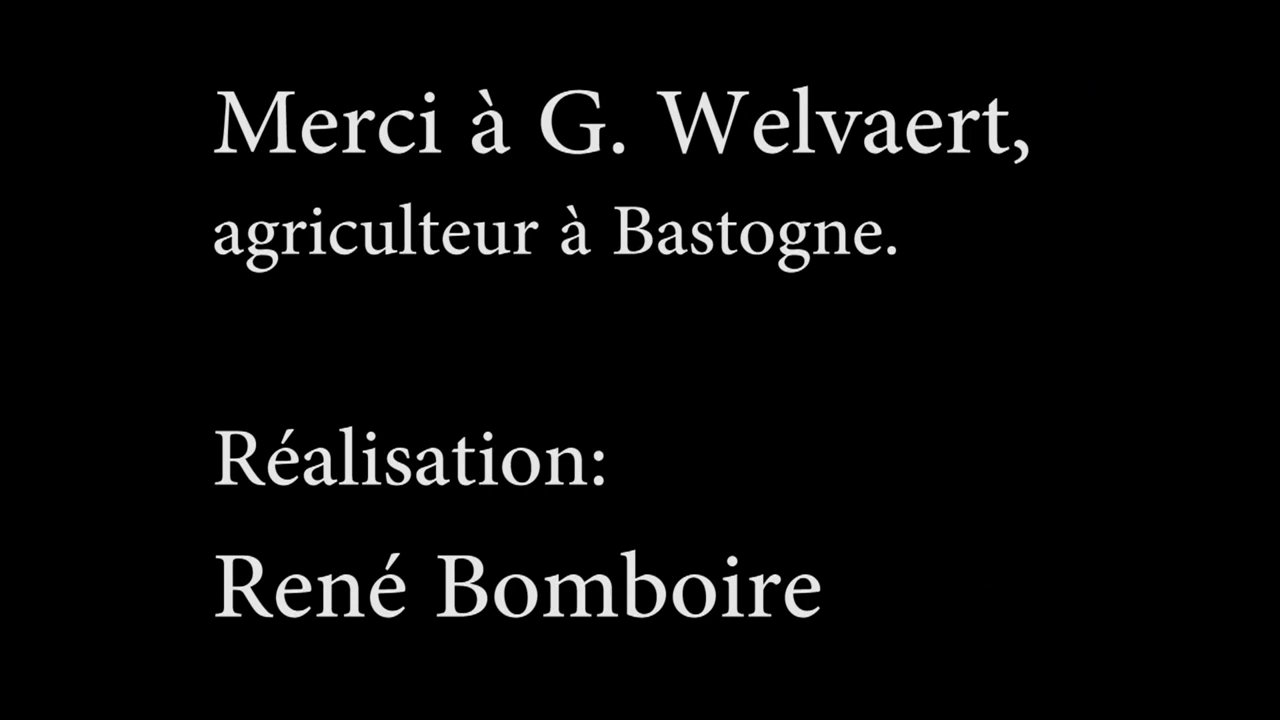 Merci à G. Welvaert,
agriculteur à Bastogne.
Réalisation:
René Bomboire